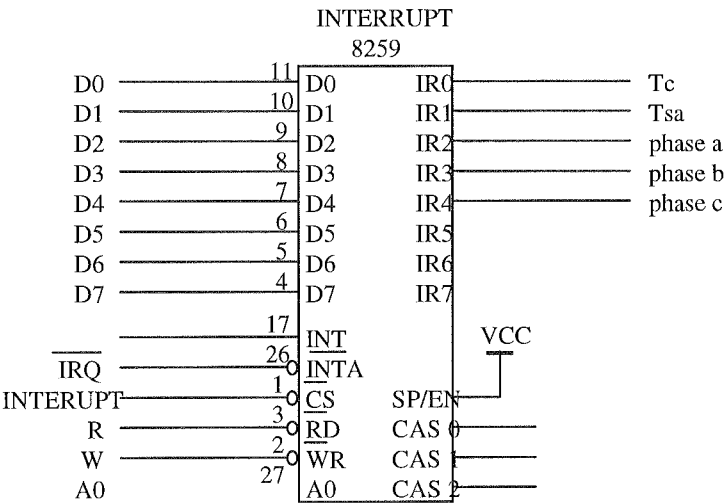 INTERRUPT
8259
D0 11 D0 IR0 Tc
D1 10 D1 IR1 Tsa
D2 9 D2 IR2 phase a
D3 8 D3 IR3 phase b
D4 7 D4 IR4 phase c
D5 6 D5 IR5
D6 5 D6 IR6
D7 4 D7 IR7
17 INT VCC
IRQ 26 INTA
INTERUPT 1 CS SP/EN
R 3 RD CAS 0
W 2 WR CAS 1
A0 27 A0 CAS 2